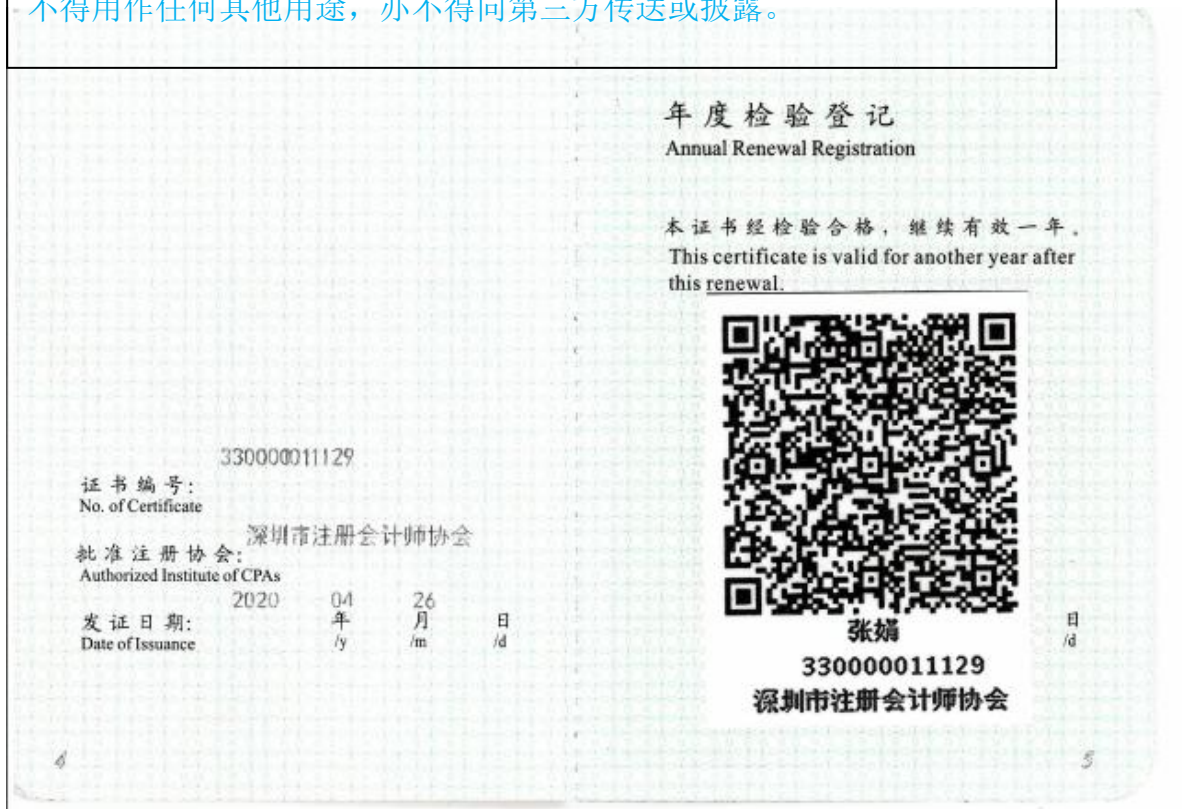 不得用作任何其他用途，亦不得向第三方传送或披露。
330000011129
证书编号:
No. of Certificate
深圳市注册会计师协会
批准注册协会:
Authorized Institute of CPAs
2020 04 26
发证日期: 年 月 日
Date of Issuance /y /m /d
4
年度检验登记
Annual Renewal Registration
本证书经检验合格，继续有效一年。
This certificate is valid for another year after
this renewal.
张娟
330000011129
深圳市注册会计师协会
日
/d
5